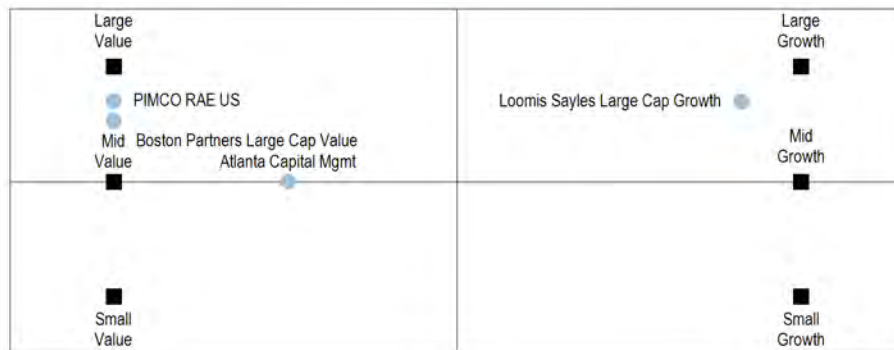 Large
Value
Large
Growth
PIMCO RAE US
Loomis Sayles Large Cap Growth
Mid
Value
Boston Partners Large Cap Value
Atlanta Capital Mgmt
Mid
Growth
Small
Value
Small
Growth